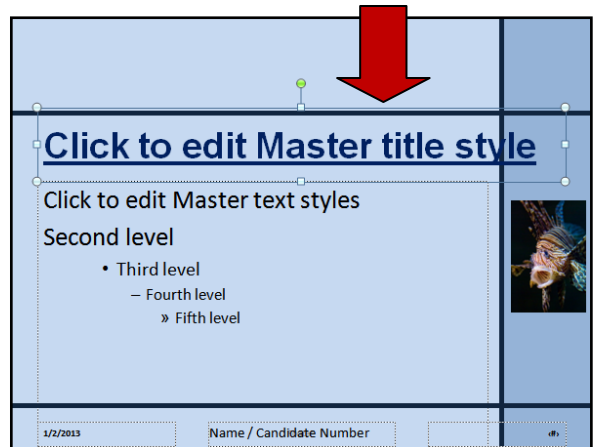 Click to edit Master title style
Click to edit Master text styles
Second level
• Third level
– Fourth level
» Fifth level
1/2/2013 Name / Candidate Number ‹#›